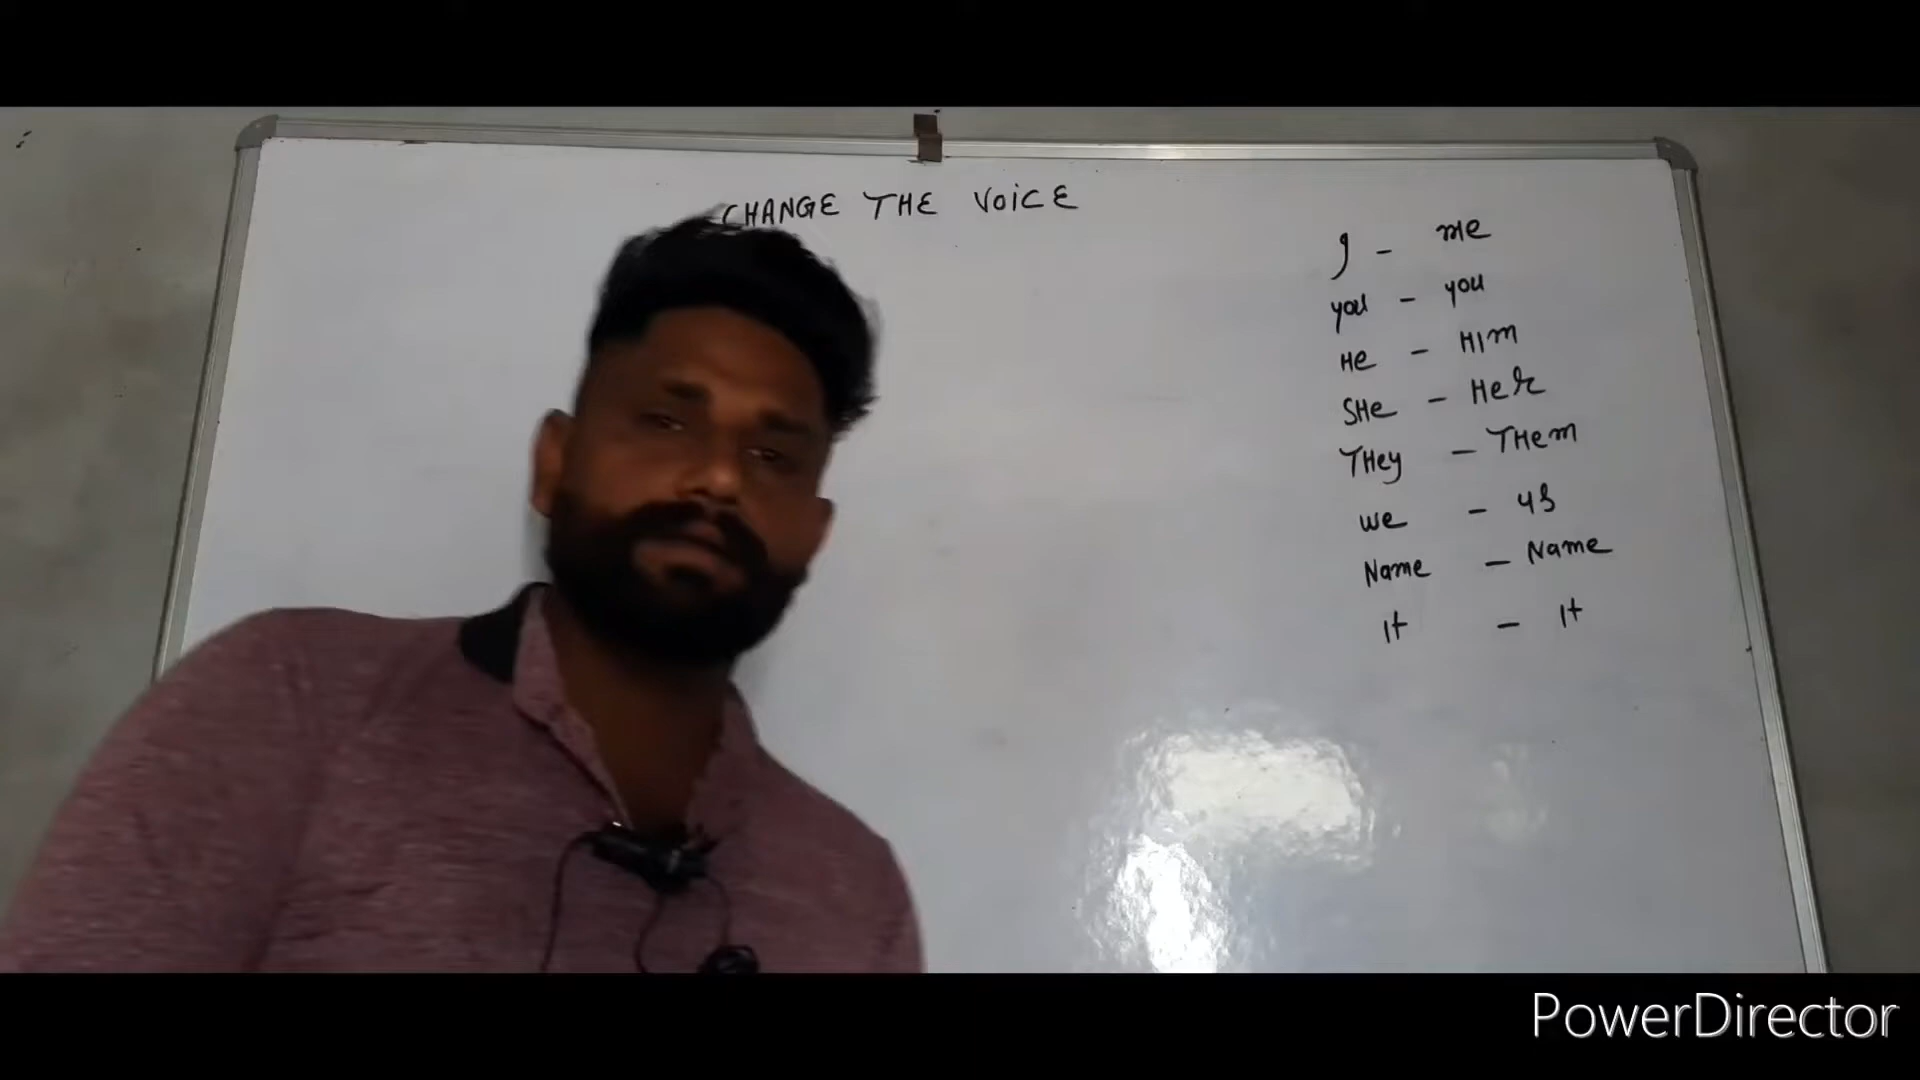 CHANGE THE VOICE
I - me
you - you
He - HIm
SHe - Her
THey - THem
we - us
Name - Name
It - It
PowerDirector